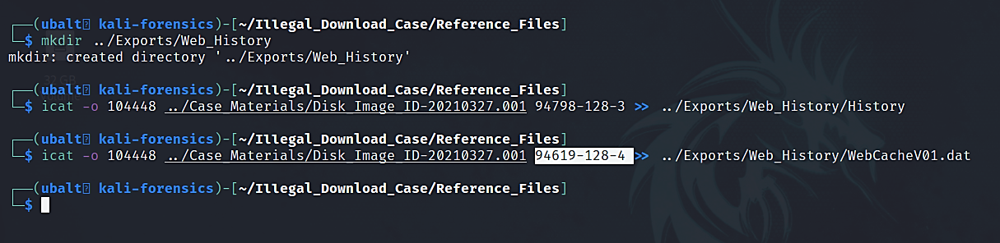 ┌──(ubalt kali-forensics)-[~/Illegal_Download_Case/Reference_Files]
└─$ mkdir ../Exports/Web_History
mkdir: created directory '../Exports/Web_History'
┌──(ubalt kali-forensics)-[~/Illegal_Download_Case/Reference_Files]
└─$ icat -o 104448 ../Case_Materials/Disk_Image_ID-20210327.001 94798-128-3 >> ../Exports/Web_History/History
┌──(ubalt kali-forensics)-[~/Illegal_Download_Case/Reference_Files]
└─$ icat -o 104448 ../Case_Materials/Disk_Image_ID-20210327.001 94619-128-4 >> ../Exports/Web_History/WebCacheV01.dat
┌──(ubalt kali-forensics)-[~/Illegal_Download_Case/Reference_Files]
└─$